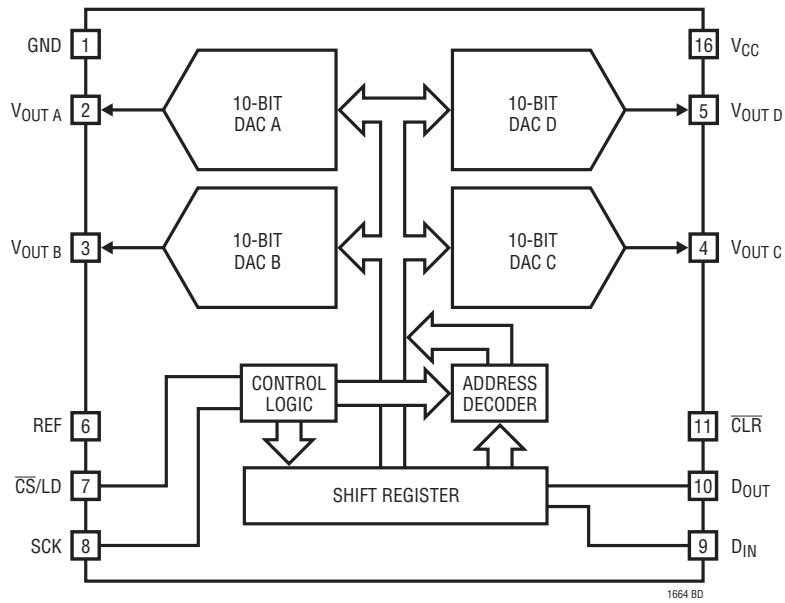 GND 1
16 VCC
VOUT A 2
10-BIT
DAC A
10-BIT
DAC D
5 VOUT D
VOUT B 3
10-BIT
DAC B
10-BIT
DAC C
4 VOUT C
CONTROL
LOGIC
ADDRESS
DECODER
REF 6
11 C̅L̅R̅
C̅S̅/LD 7
SHIFT REGISTER
10 DOUT
SCK 8
9 DIN
1664 BD